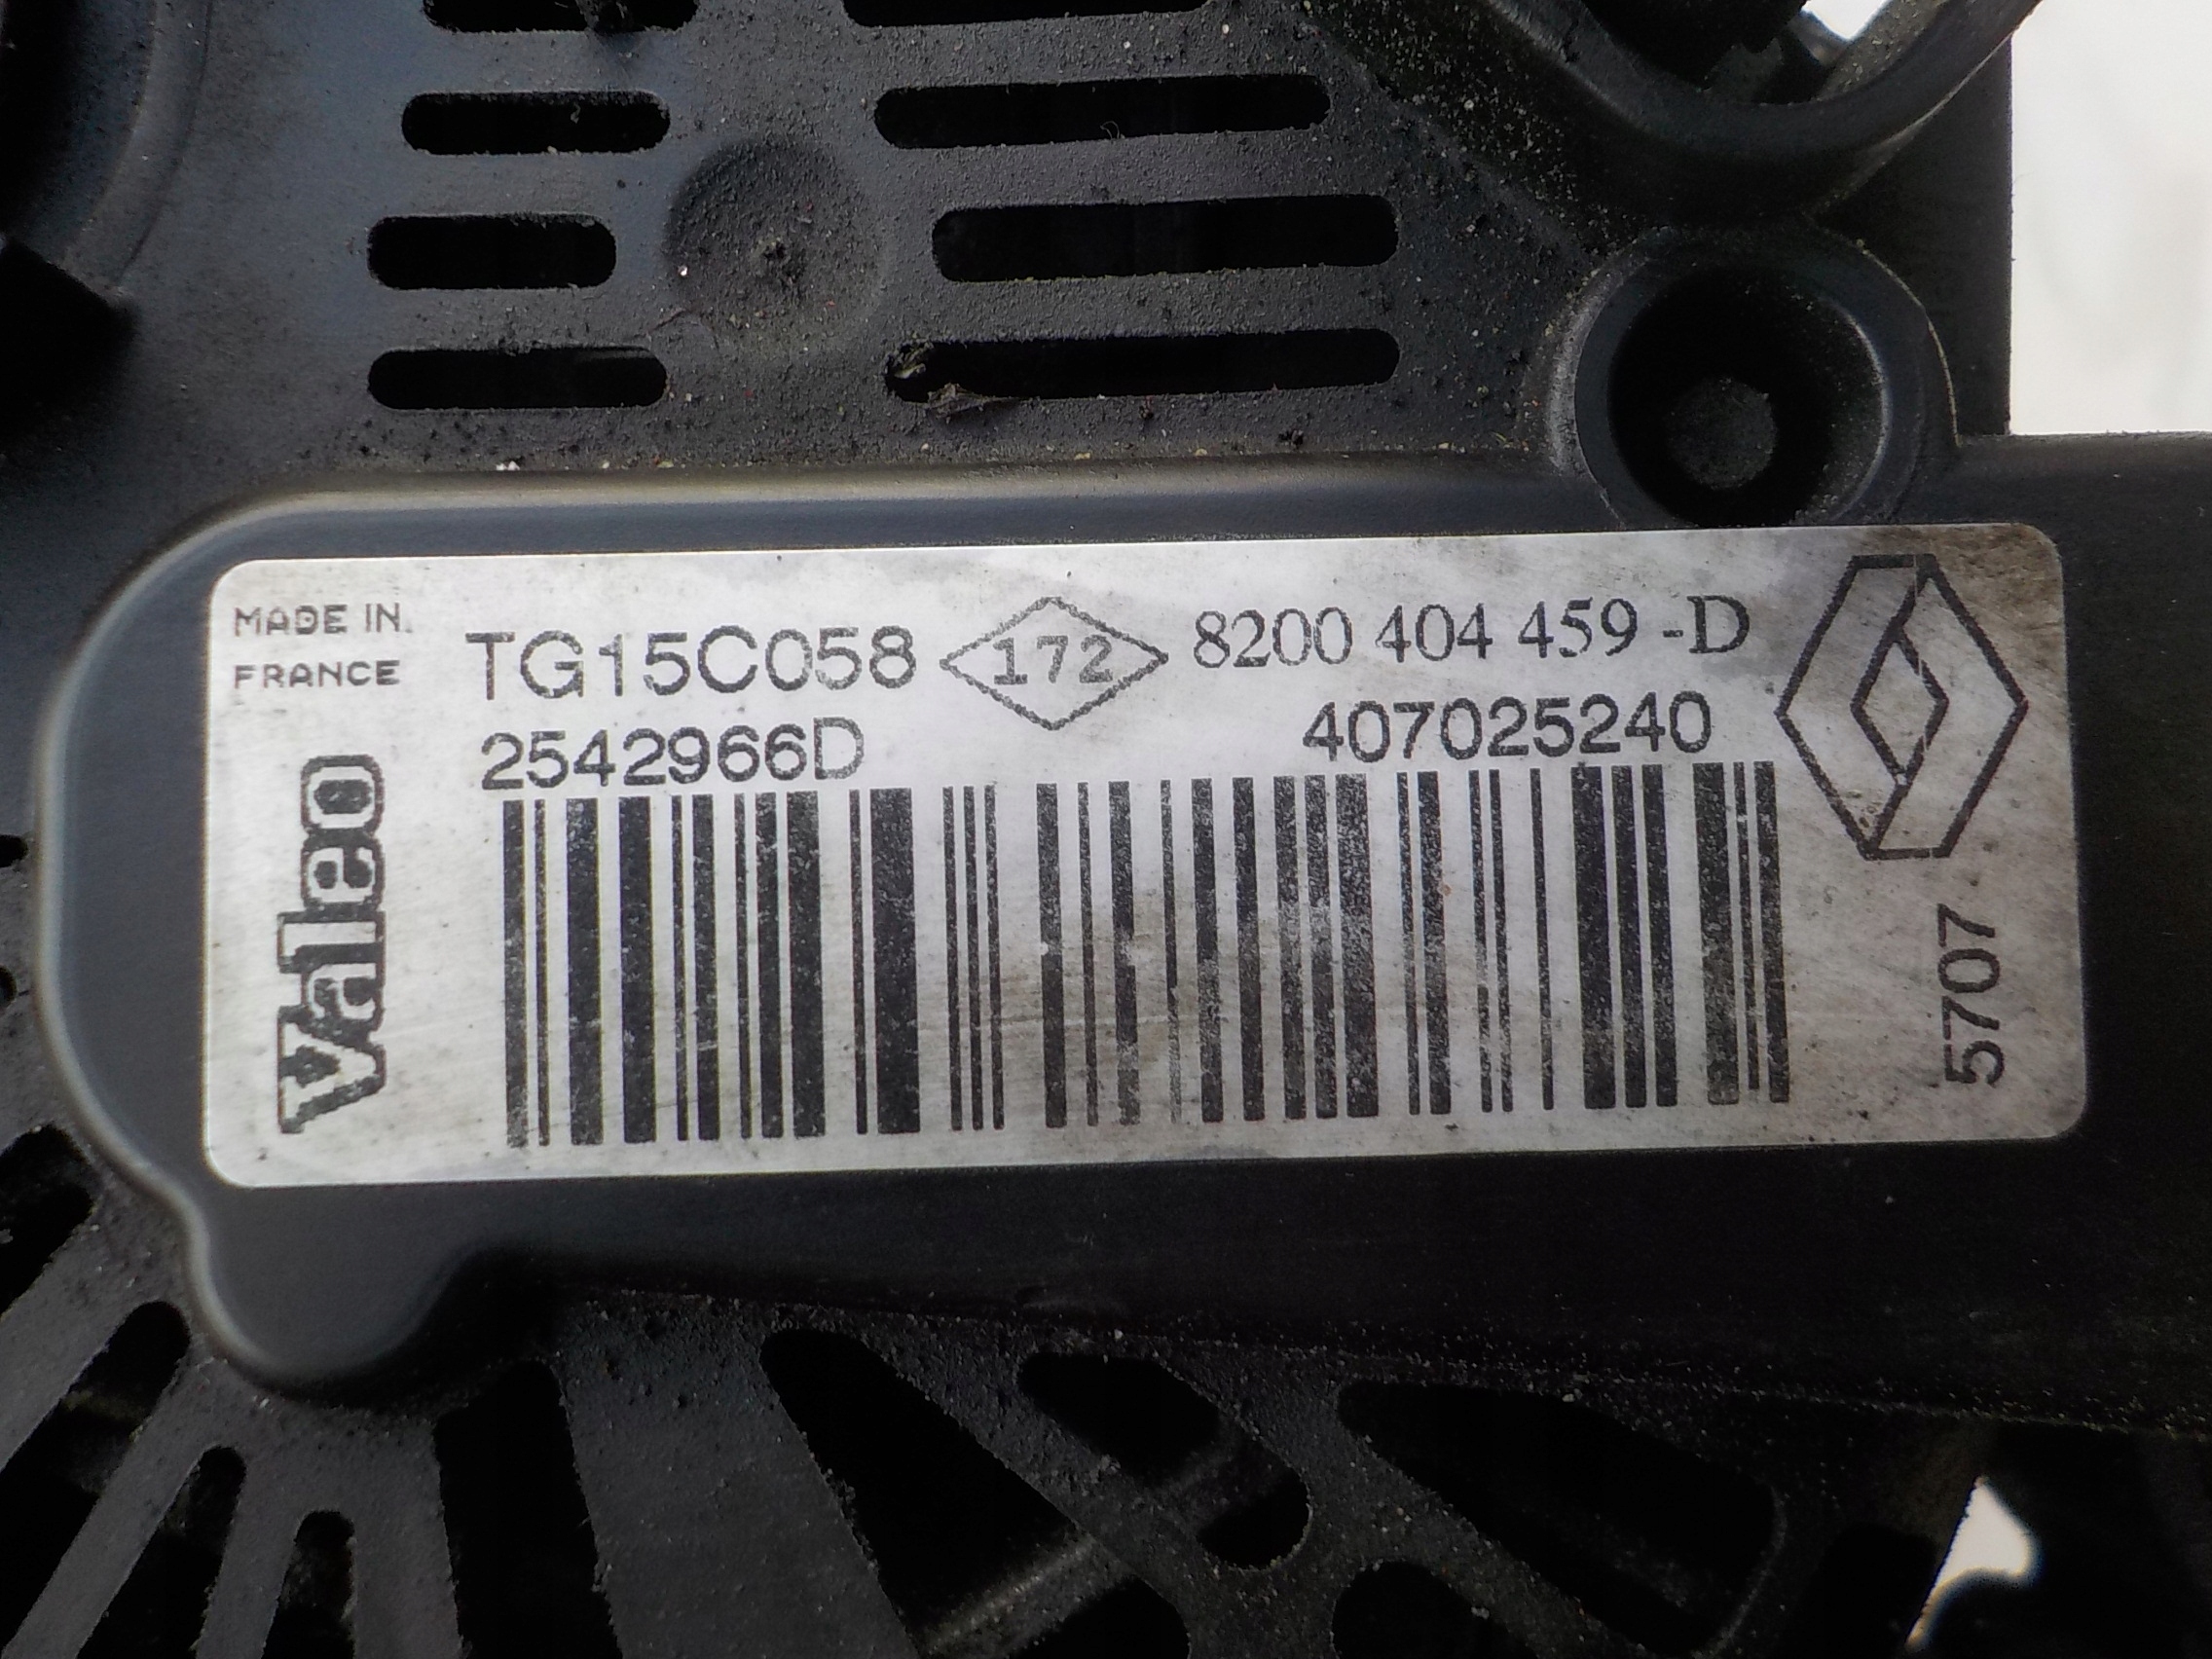 MADE IN
FRANCE
TG15C058 172 8200 404 459 -D
2542966D 407025240
Valeo
5707